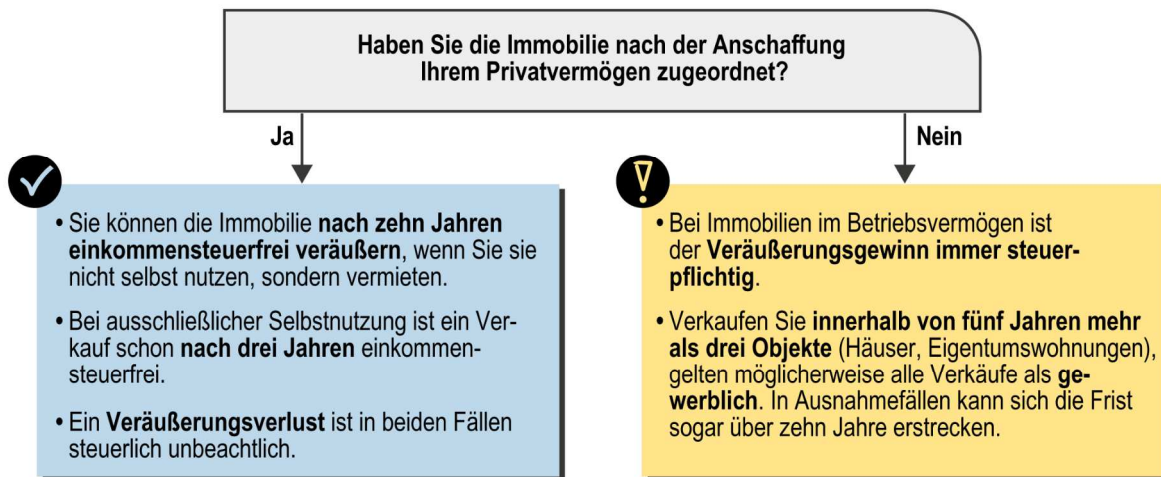 Haben Sie die Immobilie nach der Anschaffung
Ihrem Privatvermögen zugeordnet?
Ja
Nein
• Sie können die Immobilie nach zehn Jahren
einkommensteuerfrei veräußern, wenn Sie sie
nicht selbst nutzen, sondern vermieten.
• Bei ausschließlicher Selbstnutzung ist ein Ver-
kauf schon nach drei Jahren einkommen-
steuerfrei.
• Ein Veräußerungsverlust ist in beiden Fällen
steuerlich unbeachtlich.
• Bei Immobilien im Betriebsvermögen ist
der Veräußerungsgewinn immer steuer-
pflichtig.
• Verkaufen Sie innerhalb von fünf Jahren mehr
als drei Objekte (Häuser, Eigentumswohnungen),
gelten möglicherweise alle Verkäufe als ge-
werblich. In Ausnahmefällen kann sich die Frist
sogar über zehn Jahre erstrecken.